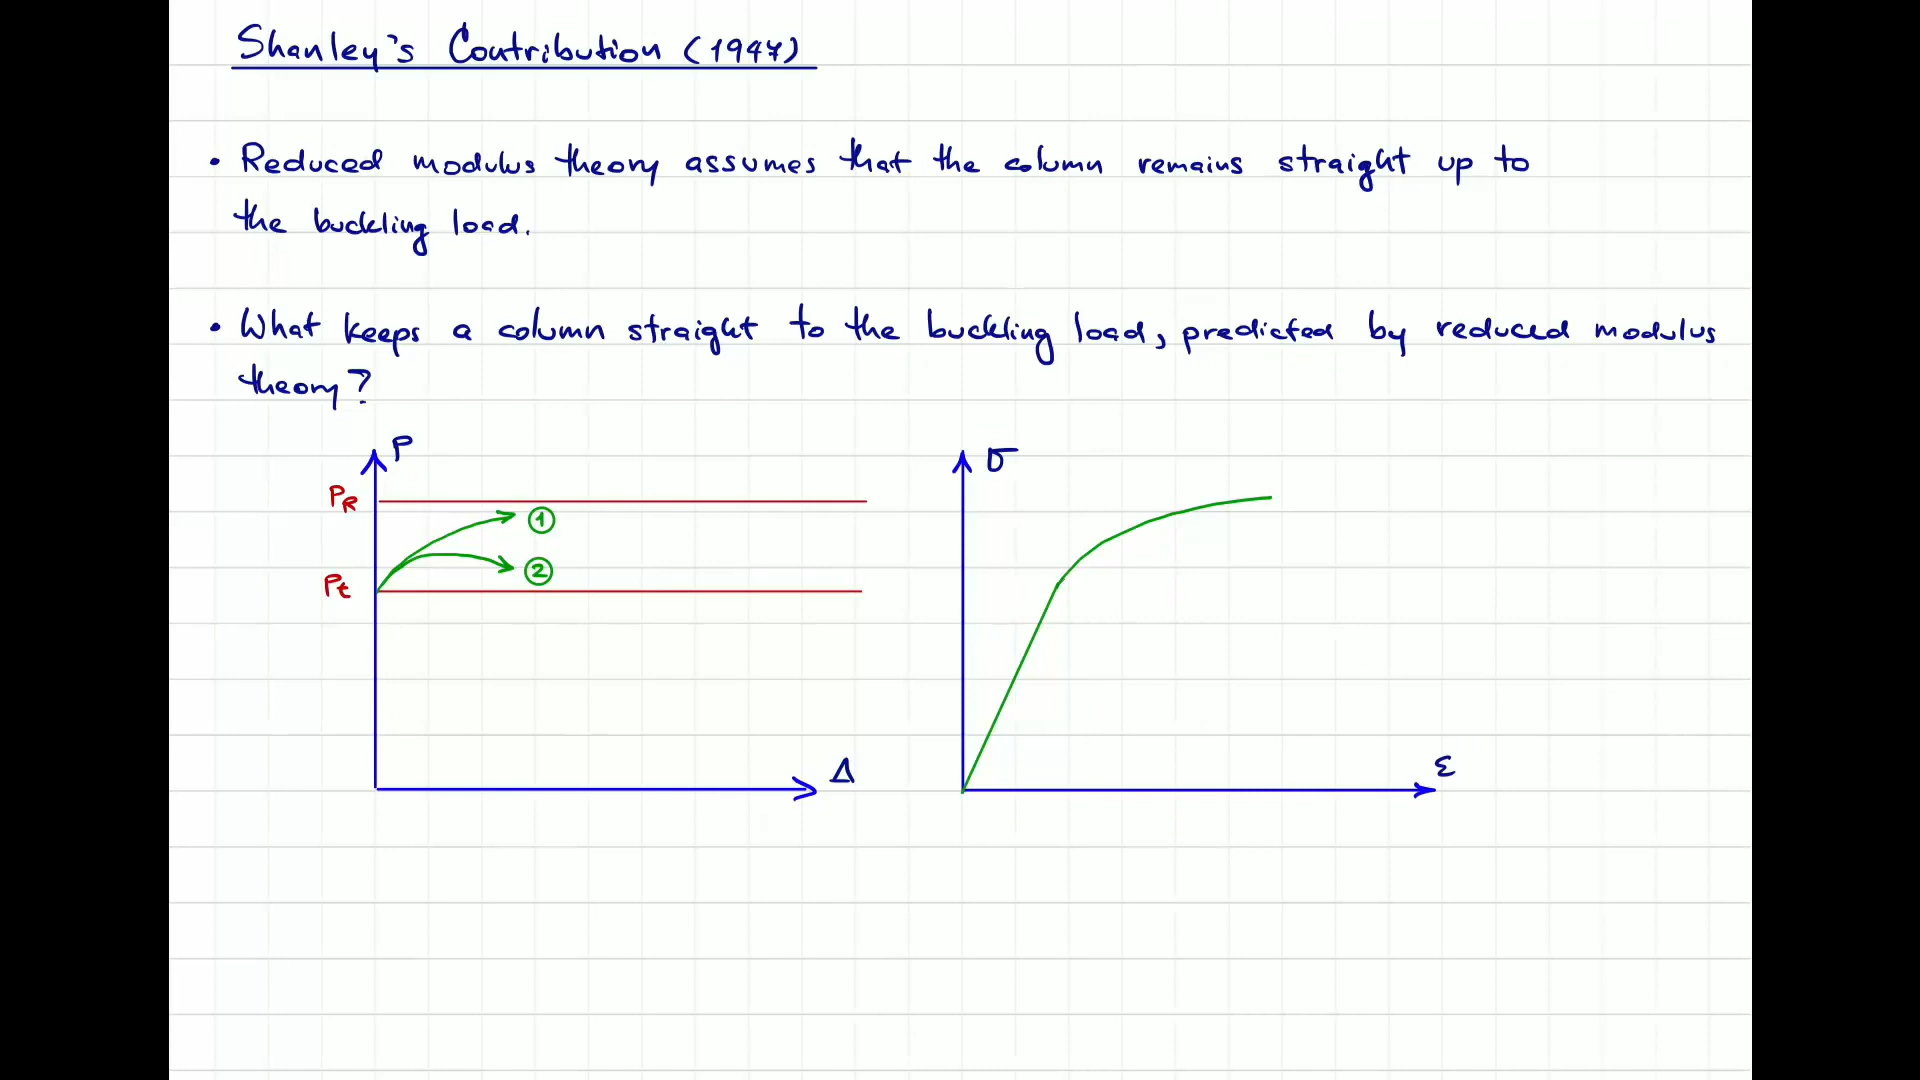 Shanley's Contribution (1947)
• Reduced modulus theory assumes that the column remains straight up to
the buckling load.
• What keeps a column straight to the buckling load, predicted by reduced modulus
theory?
P
σ
PR
①
Pt
②
Δ
ε